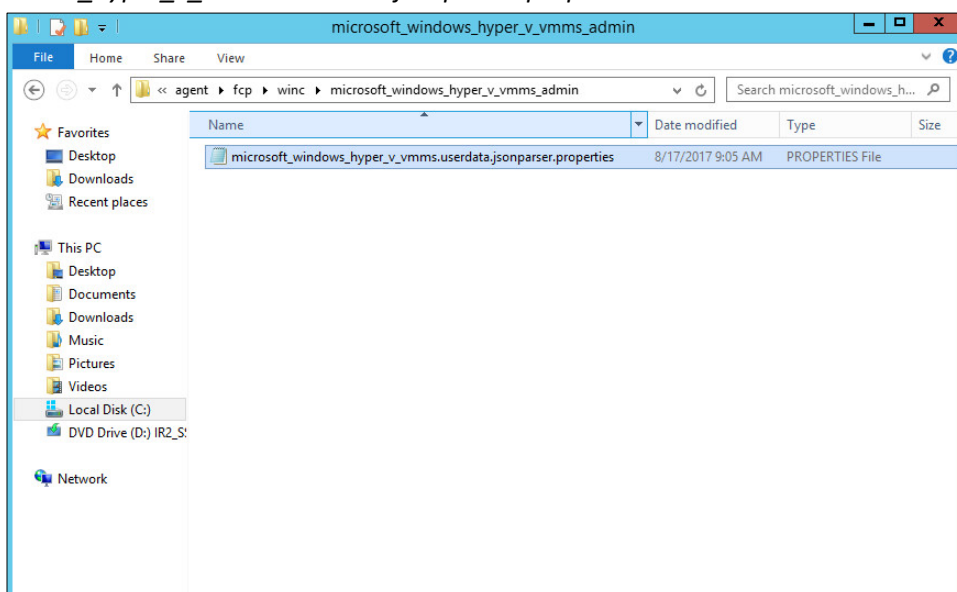 microsoft_windows_hyper_v_vmms_admin
File Home Share View
« agent fcp winc microsoft_windows_hyper_v_vmms_admin Search microsoft_windows_h...
Name Date modified Type Size
Favorites
microsoft_windows_hyper_v_vmms.userdata.jsonparser.properties 8/17/2017 9:05 AM PROPERTIES File
Desktop
Downloads
Recent places
This PC
Desktop
Documents
Downloads
Music
Pictures
Videos
Local Disk (C:)
DVD Drive (D:)
Network